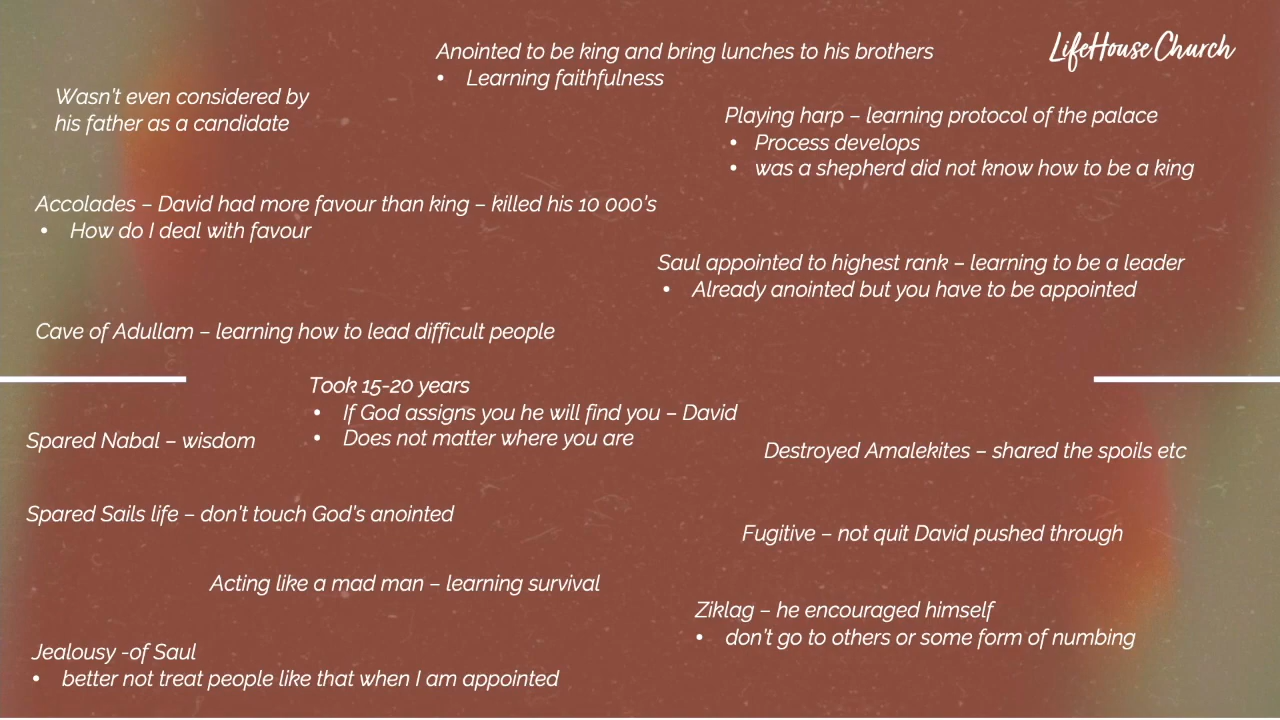 LifeHouse Church
Anointed to be king and bring lunches to his brothers
• Learning faithfulness
Wasn't even considered by
his father as a candidate
Playing harp – learning protocol of the palace
• Process develops
• was a shepherd did not know how to be a king
Accolades – David had more favour than king – killed his 10 000's
• How do I deal with favour
Saul appointed to highest rank – learning to be a leader
• Already anointed but you have to be appointed
Cave of Adullam – learning how to lead difficult people
Took 15-20 years
• If God assigns you he will find you – David
• Does not matter where you are
Spared Nabal – wisdom
Destroyed Amalekites – shared the spoils etc
Spared Sails life – don't touch God's anointed
Fugitive – not quit David pushed through
Acting like a mad man – learning survival
Ziklag – he encouraged himself
• don't go to others or some form of numbing
Jealousy -of Saul
• better not treat people like that when I am appointed